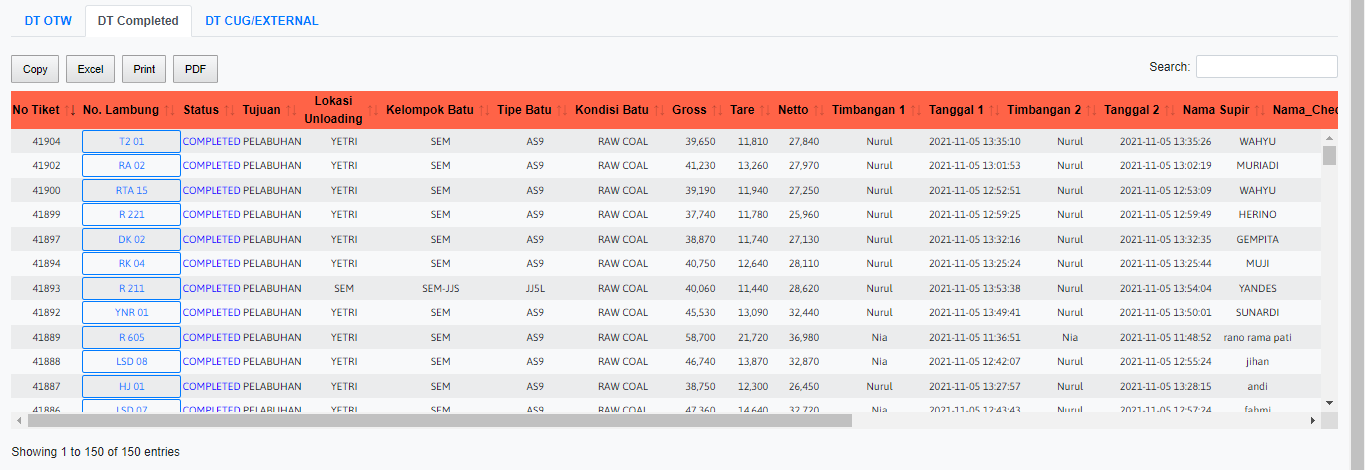 DT OTW DT Completed DT CUG/EXTERNAL
Copy Excel Print PDF Search:
No Tiket No. Lambung Status Tujuan Lokasi Unloading Kelompok Batu Tipe Batu Kondisi Batu Gross Tare Netto Timbangan 1 Tanggal 1 Timbangan 2 Tanggal 2 Nama Supir Nama_Chec
41904 T2 01 COMPLETED PELABUHAN YETRI SEM AS9 RAW COAL 39,650 11,810 27,840 Nurul 2021-11-05 13:35:10 Nurul 2021-11-05 13:35:26 WAHYU
41902 RA 02 COMPLETED PELABUHAN YETRI SEM AS9 RAW COAL 41,230 13,260 27,970 Nurul 2021-11-05 13:01:53 Nurul 2021-11-05 13:02:19 MURIADI
41900 RTA 15 COMPLETED PELABUHAN YETRI SEM AS9 RAW COAL 39,190 11,940 27,250 Nurul 2021-11-05 12:52:51 Nurul 2021-11-05 12:53:09 WAHYU
41899 R 221 COMPLETED PELABUHAN YETRI SEM AS9 RAW COAL 37,740 11,780 25,960 Nurul 2021-11-05 12:59:25 Nurul 2021-11-05 12:59:49 HERINO
41897 DK 02 COMPLETED PELABUHAN YETRI SEM AS9 RAW COAL 38,870 11,740 27,130 Nurul 2021-11-05 13:32:16 Nurul 2021-11-05 13:32:35 GEMPITA
41894 RK 04 COMPLETED PELABUHAN YETRI SEM AS9 RAW COAL 40,750 12,640 28,110 Nurul 2021-11-05 13:25:24 Nurul 2021-11-05 13:25:44 MUJI
41893 R 211 COMPLETED PELABUHAN SEM SEM-JJS JJ5L RAW COAL 40,060 11,440 28,620 Nurul 2021-11-05 13:53:38 Nurul 2021-11-05 13:54:04 YANDES
41892 YNR 01 COMPLETED PELABUHAN YETRI SEM AS9 RAW COAL 45,530 13,090 32,440 Nurul 2021-11-05 13:49:41 Nurul 2021-11-05 13:50:01 SUNARDI
41889 R 605 COMPLETED PELABUHAN YETRI SEM AS9 RAW COAL 58,700 21,720 36,980 Nia 2021-11-05 11:36:51 Nia 2021-11-05 11:48:52 rano rama pati
41888 LSD 08 COMPLETED PELABUHAN YETRI SEM AS9 RAW COAL 46,740 13,870 32,870 Nia 2021-11-05 12:42:07 Nurul 2021-11-05 12:55:24 jihan
41887 HJ 01 COMPLETED PELABUHAN YETRI SEM AS9 RAW COAL 38,750 12,300 26,450 Nurul 2021-11-05 13:27:57 Nurul 2021-11-05 13:28:15 andi
41886 LSD 07 COMPLETED PELABUHAN YETRI SEM AS9 RAW COAL 47,360 14,640 32,720 Nia 2021-11-05 12:43:43 Nurul 2021-11-05 12:57:24 fahmi
Showing 1 to 150 of 150 entries